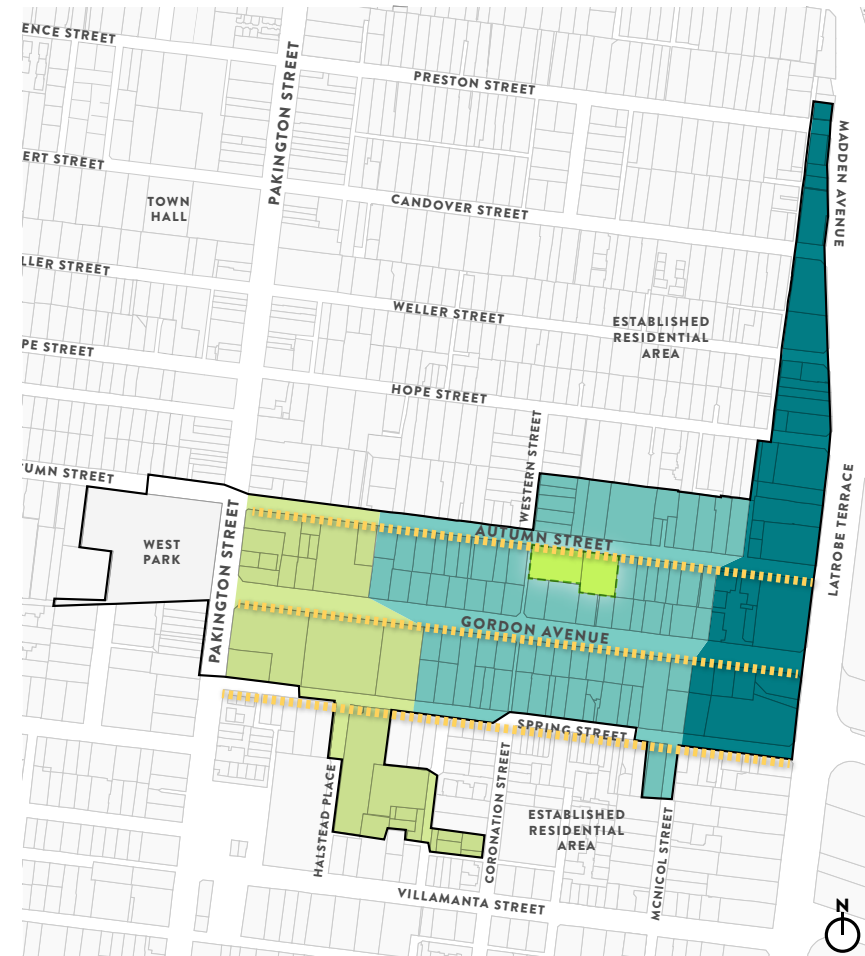 ENCE STREET
PRESTON STREET
PAKINGTON STREET
MADDEN AVENUE
ERT STREET
TOWN
HALL
CANDOVER STREET
LLER STREET
WELLER STREET
ESTABLISHED
RESIDENTIAL
AREA
PE STREET
HOPE STREET
WESTERN STREET
UMN STREET
LATROBE TERRACE
AUTUMN STREET
WEST
PARK
PAKINGTON STREET
GORDON AVENUE
SPRING STREET
HALSTEAD PLACE
CORONATION STREET
ESTABLISHED
RESIDENTIAL
AREA
MCNICOL STREET
VILLAMANTA STREET
N